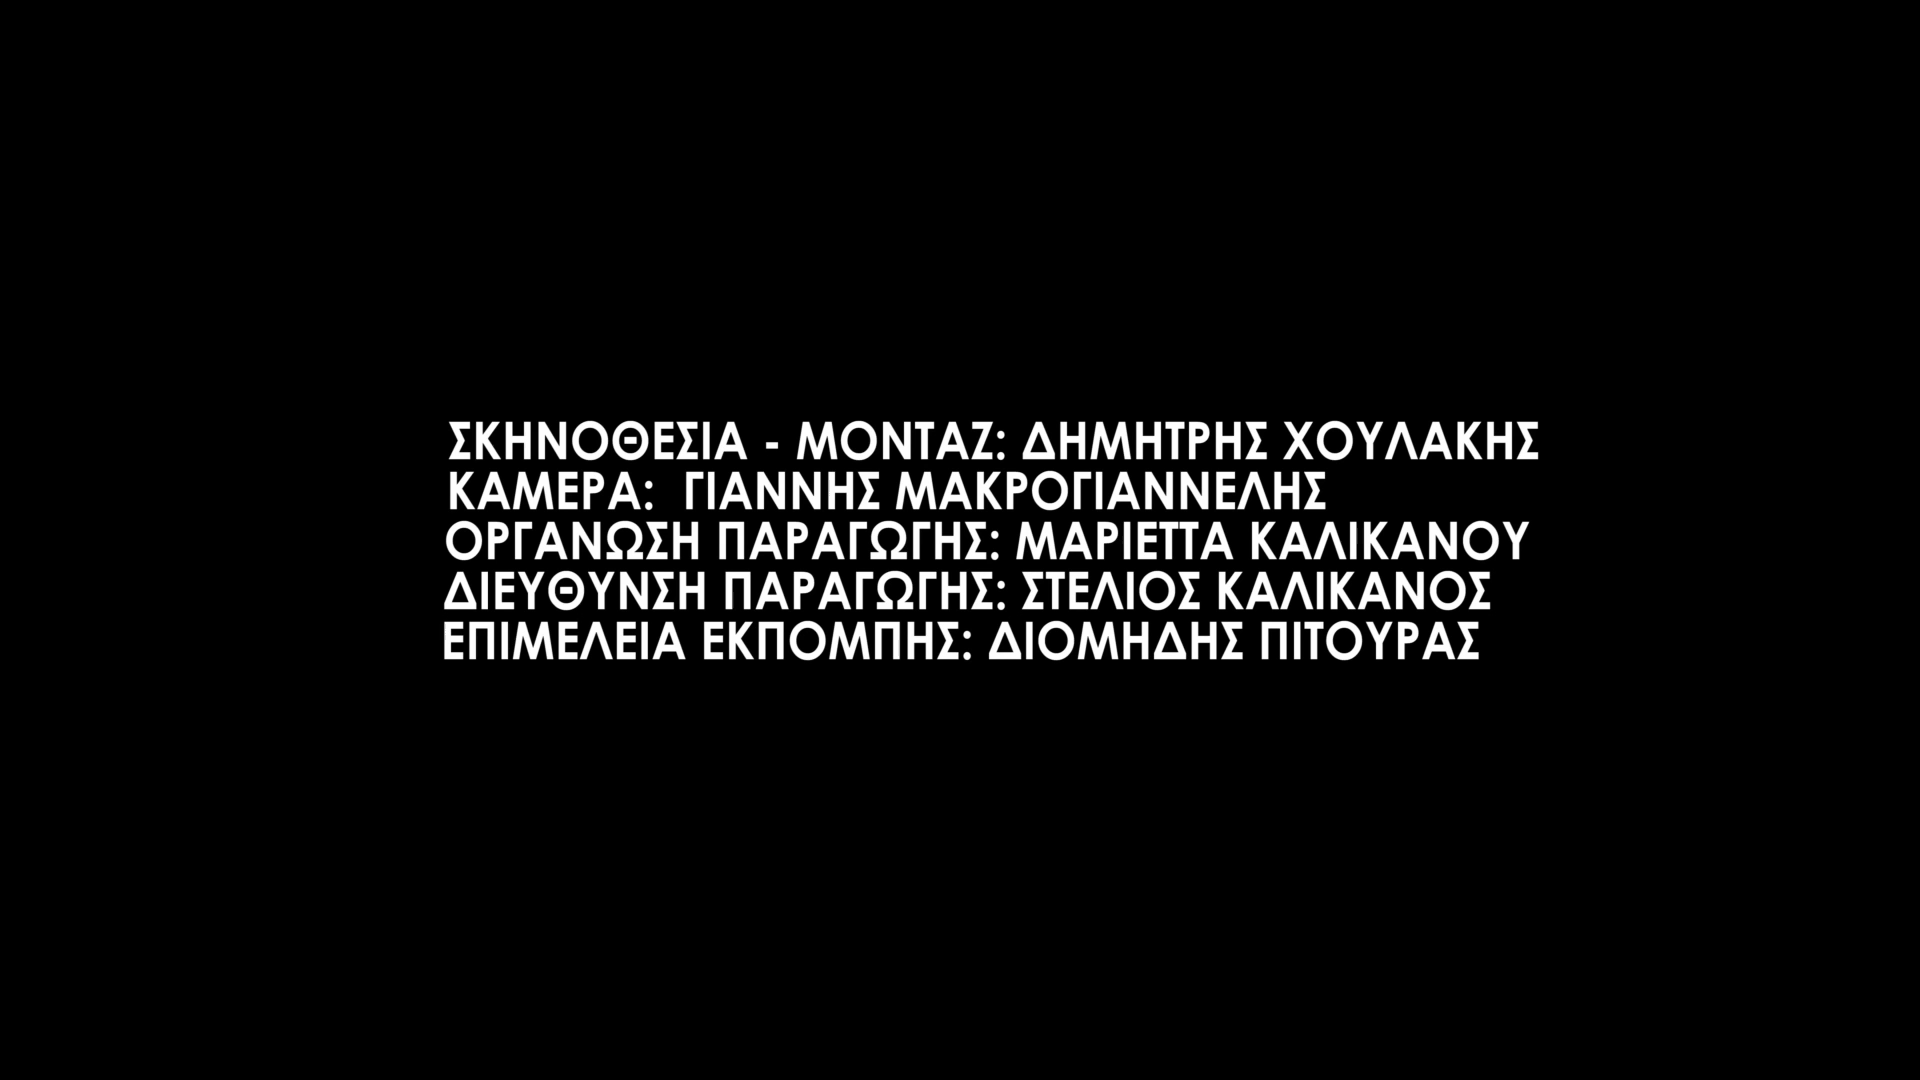 ΣΚΗΝΟΘΕΣΙΑ - ΜΟΝΤΑΖ: ΔΗΜΗΤΡΗΣ ΧΟΥΛΑΚΗΣ
ΚΑΜΕΡΑ:  ΓΙΑΝΝΗΣ ΜΑΚΡΟΓΙΑΝΝΕΛΗΣ
ΟΡΓΑΝΩΣΗ ΠΑΡΑΓΩΓΗΣ: ΜΑΡΙΕΤΤΑ ΚΑΛΙΚΑΝΟΥ
ΔΙΕΥΘΥΝΣΗ ΠΑΡΑΓΩΓΗΣ: ΣΤΕΛΙΟΣ ΚΑΛΙΚΑΝΟΣ
ΕΠΙΜΕΛΕΙΑ ΕΚΠΟΜΠΗΣ: ΔΙΟΜΗΔΗΣ ΠΙΤΟΥΡΑΣ